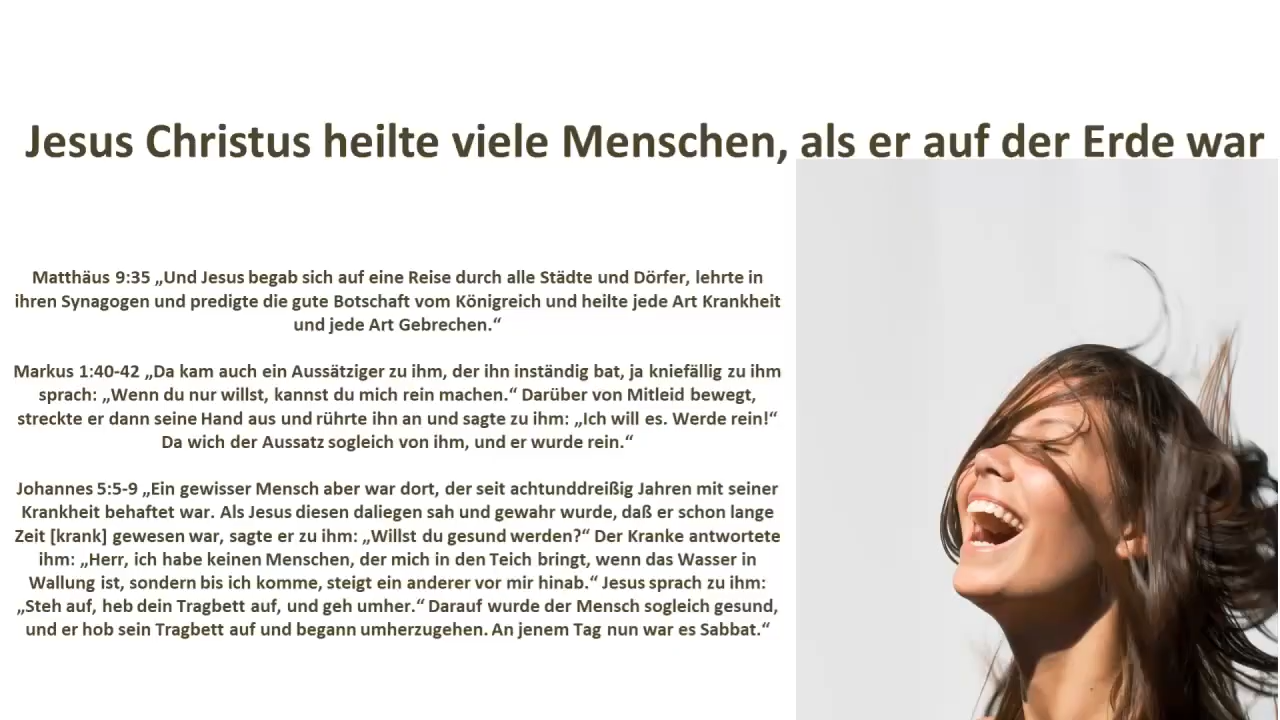 Jesus Christus heilte viele Menschen, als er auf der Erde war
Matthäus 9:35 „Und Jesus begab sich auf eine Reise durch alle Städte und Dörfer, lehrte in
ihren Synagogen und predigte die gute Botschaft vom Königreich und heilte jede Art Krankheit
und jede Art Gebrechen.“
Markus 1:40-42 „Da kam auch ein Aussätziger zu ihm, der ihn inständig bat, ja kniefällig zu ihm
sprach: „Wenn du nur willst, kannst du mich rein machen.“ Darüber von Mitleid bewegt,
streckte er dann seine Hand aus und rührte ihn an und sagte zu ihm: „Ich will es. Werde rein!“
Da wich der Aussatz sogleich von ihm, und er wurde rein.“
Johannes 5:5-9 „Ein gewisser Mensch aber war dort, der seit achtunddreißig Jahren mit seiner
Krankheit behaftet war. Als Jesus diesen daliegen sah und gewahr wurde, daß er schon lange
Zeit [krank] gewesen war, sagte er zu ihm: „Willst du gesund werden?“ Der Kranke antwortete
ihm: „Herr, ich habe keinen Menschen, der mich in den Teich bringt, wenn das Wasser in
Wallung ist, sondern bis ich komme, steigt ein anderer vor mir hinab.“ Jesus sprach zu ihm:
„Steh auf, heb dein Tragbett auf, und geh umher.“ Darauf wurde der Mensch sogleich gesund,
und er hob sein Tragbett auf und begann umherzugehen. An jenem Tag nun war es Sabbat.“